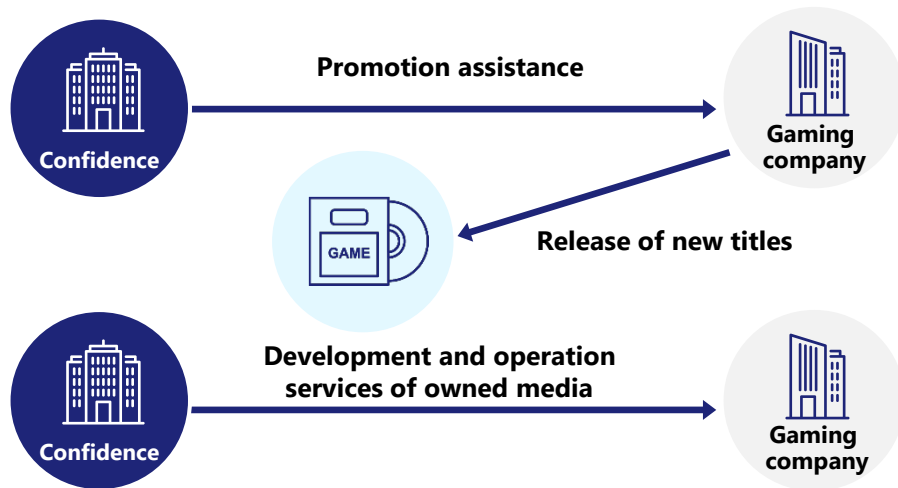 Promotion assistance
Confidence
Gaming
company
GAME
Release of new titles
Development and operation
services of owned media
Confidence
Gaming
company